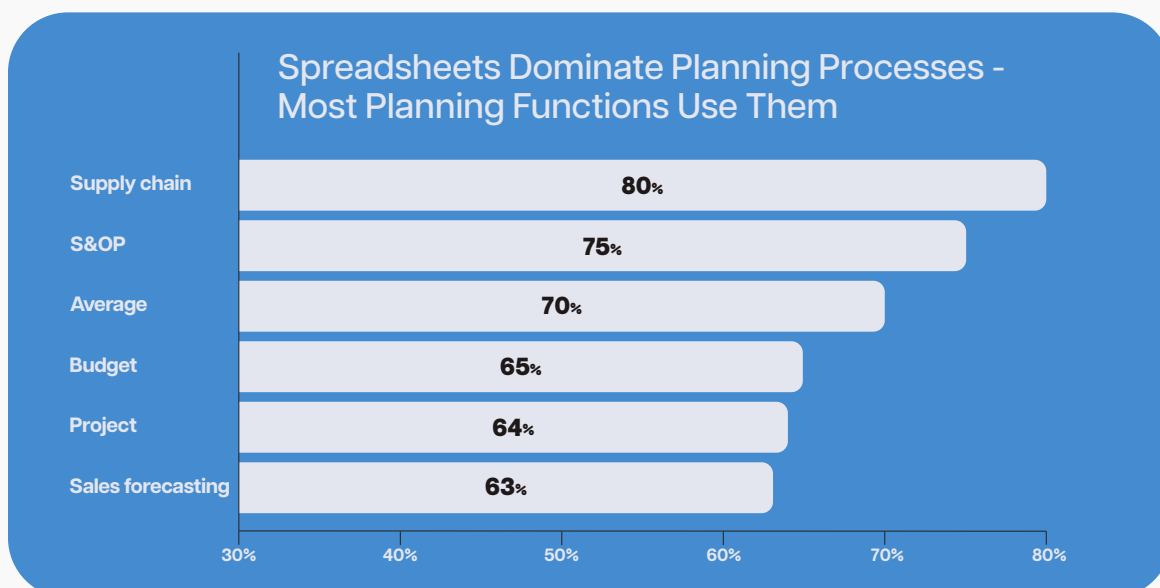 Spreadsheets Dominate Planning Processes -
Most Planning Functions Use Them
Supply chain 80%
S&OP 75%
Average 70%
Budget 65%
Project 64%
Sales forecasting 63%
30% 40% 50% 60% 70% 80%